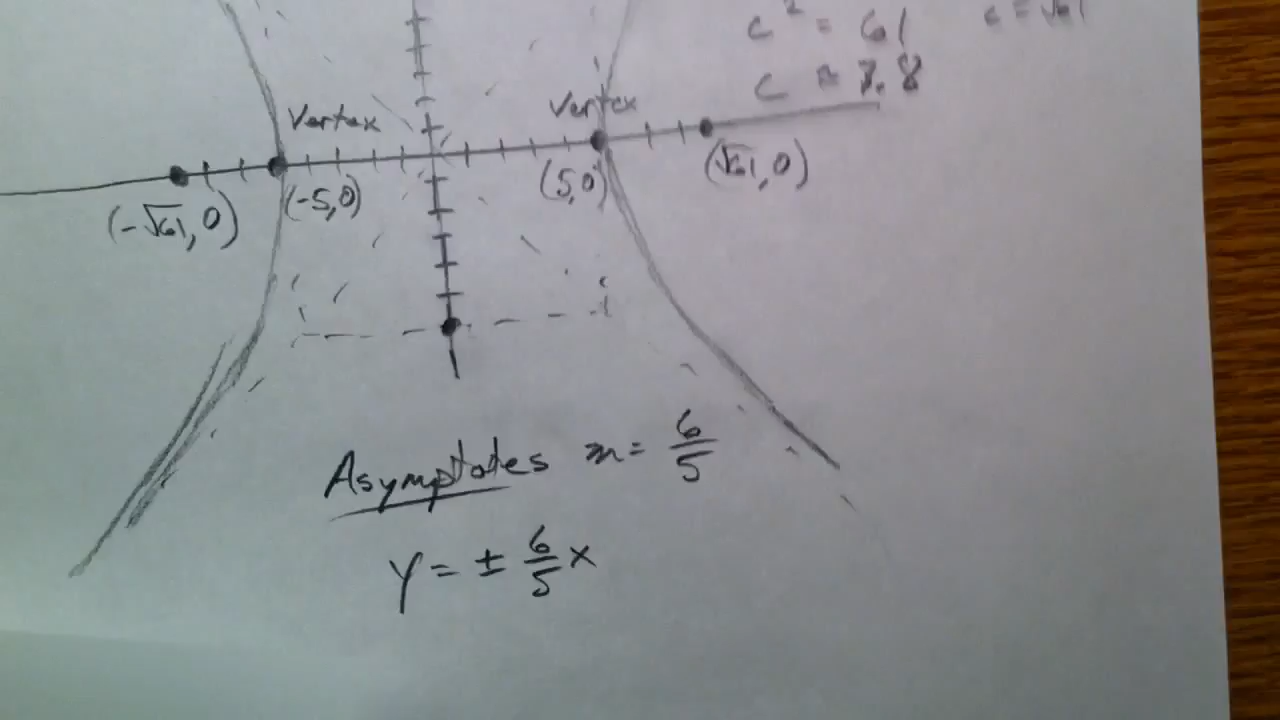 c² = 61 c = √61
c ≈ 7.8
Vertex Vertex
(-√61, 0) (-5,0) (5,0) (√61, 0)
Asymptotes m = 6/5
y = ± 6/5 x